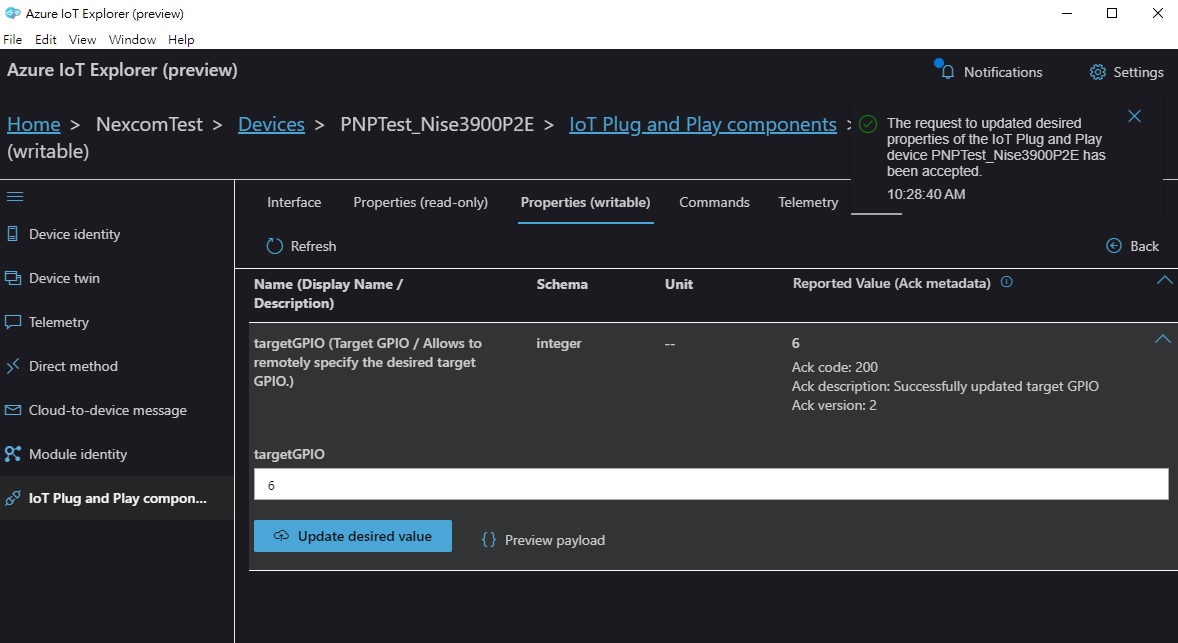 Azure IoT Explorer (preview)
File Edit View Window Help
Azure IoT Explorer (preview)
Notifications
Settings
Home > NexcomTest > Devices > PNPTest_Nise3900P2E > IoT Plug and Play components >
(writable)
The request to updated desired
properties of the IoT Plug and Play
device PNPTest_Nise3900P2E has
been accepted.
10:28:40 AM
Device identity
Device twin
Telemetry
Direct method
Cloud-to-device message
Module identity
IoT Plug and Play compon...
Interface Properties (read-only) Properties (writable) Commands Telemetry
Refresh
Back
Name (Display Name /
Description)
Schema
Unit
Reported Value (Ack metadata)
targetGPIO (Target GPIO / Allows to
remotely specify the desired target
GPIO.)
integer
--
6
Ack code: 200
Ack description: Successfully updated target GPIO
Ack version: 2
targetGPIO
6
Update desired value
{} Preview payload